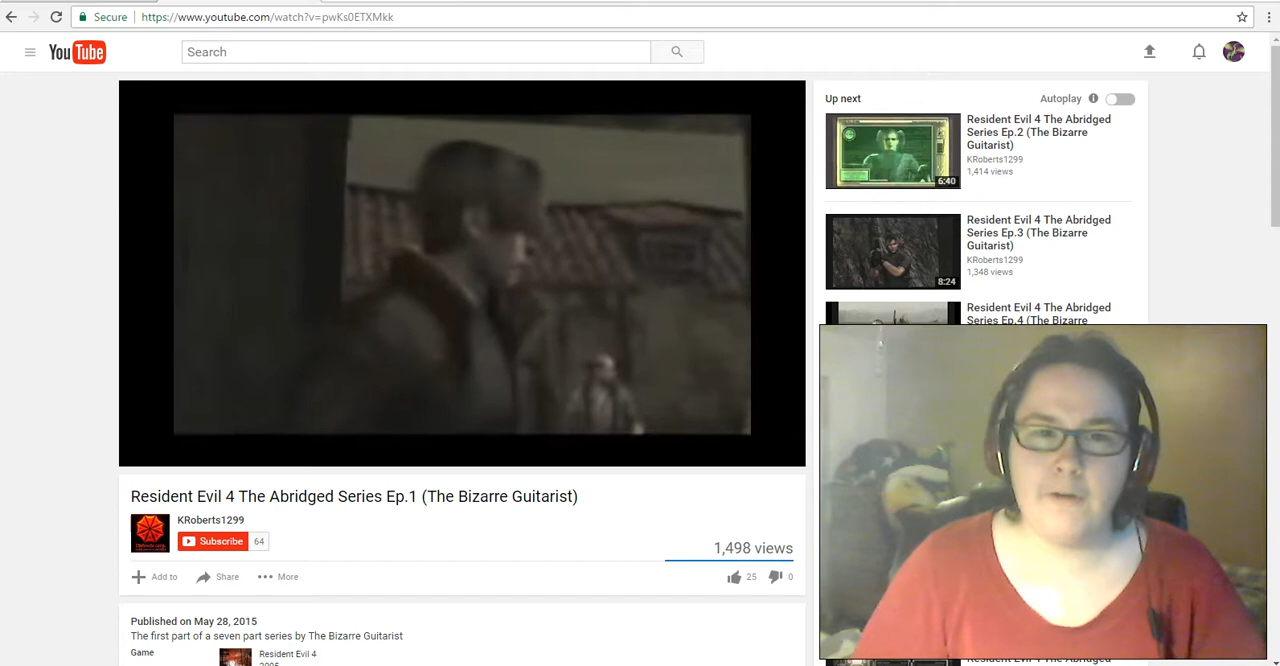 Secure https://www.youtube.com/watch?v=pwKs0ETXMkk
YouTube
Search
Up next
Autoplay
Resident Evil 4 The Abridged
Series Ep.2 (The Bizarre
Guitarist)
KRoberts1299
1,414 views
6:40
Resident Evil 4 The Abridged
Series Ep.3 (The Bizarre
Guitarist)
KRoberts1299
1,348 views
8:24
Resident Evil 4 The Abridged
Series Ep.4 (The Bizarre
Resident Evil 4 The Abridged Series Ep.1 (The Bizarre Guitarist)
KRoberts1299
Subscribe 64
1,498 views
Add to Share More
25 0
Published on May 28, 2015
The first part of a seven part series by The Bizarre Guitarist
Game
Resident Evil 4